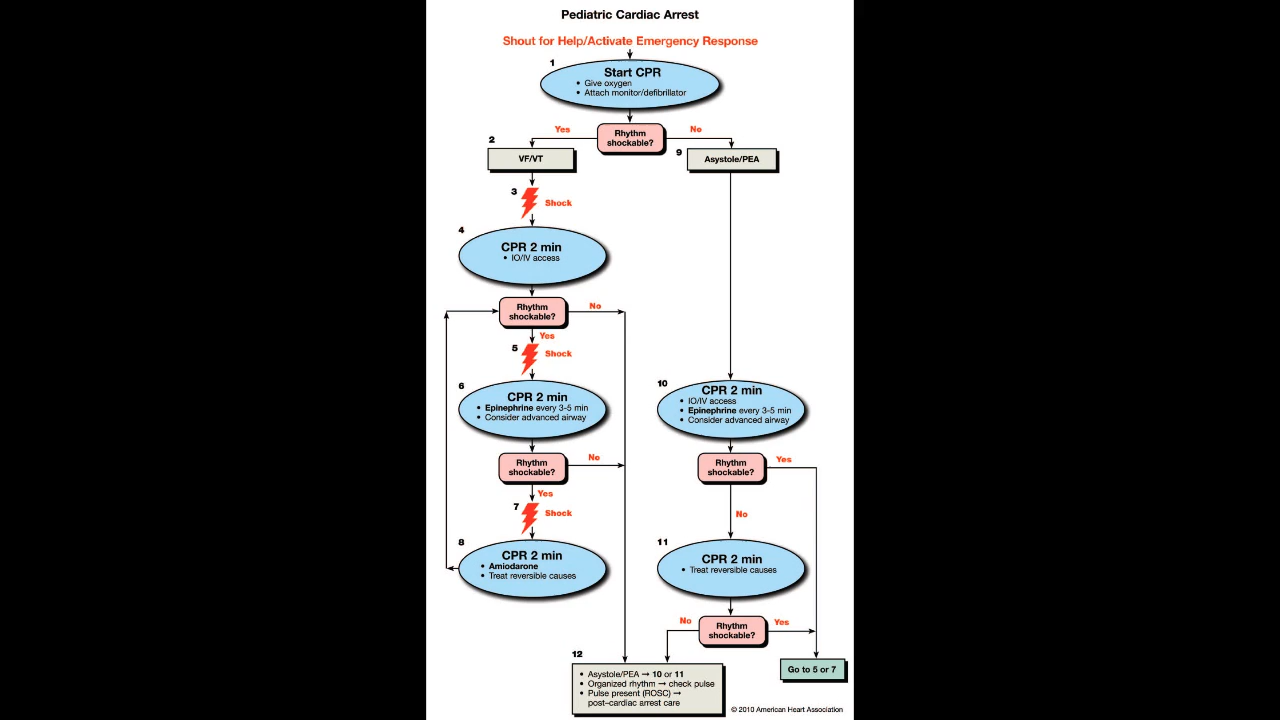 Pediatric Cardiac Arrest
Shout for Help/Activate Emergency Response
1
Start CPR
• Give oxygen
• Attach monitor/defibrillator
Yes
Rhythm
shockable?
No
2
VF/VT
9
Asystole/PEA
3
Shock
4
CPR 2 min
• IO/IV access
Rhythm
shockable?
No
Yes
5
Shock
6
CPR 2 min
• Epinephrine every 3-5 min
• Consider advanced airway
10
CPR 2 min
• IO/IV access
• Epinephrine every 3-5 min
• Consider advanced airway
Rhythm
shockable?
No
Rhythm
shockable?
Yes
Yes
7
Shock
No
8
CPR 2 min
• Amiodarone
• Treat reversible causes
11
CPR 2 min
• Treat reversible causes
No
Rhythm
shockable?
Yes
12
• Asystole/PEA → 10 or 11
• Organized rhythm → check pulse
• Pulse present (ROSC) →
post–cardiac arrest care
Go to 5 or 7
© 2010 American Heart Association